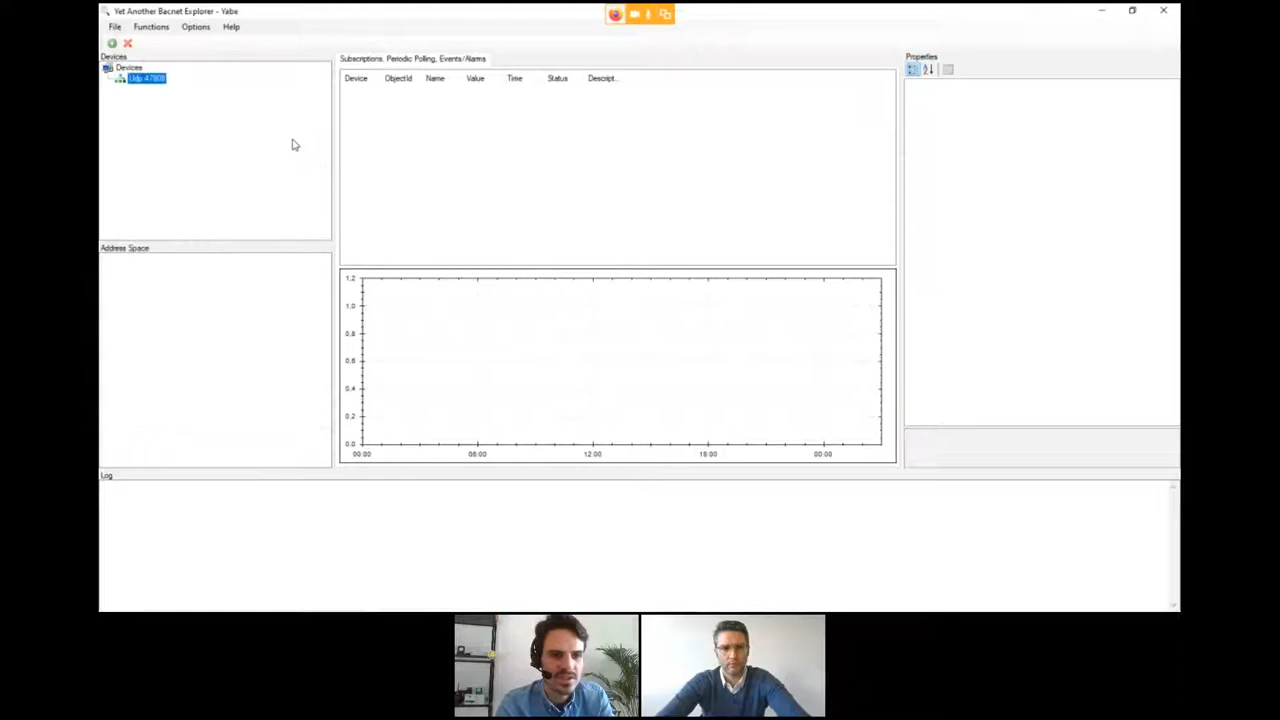 Yet Another Bacnet Explorer - Yabe
File Functions Options Help
Devices
Devices
Udp:47808
Address Space
Subscriptions, Periodic Polling, Events/Alarms
Device ObjectId Name Value Time Status Descript...
1,2
1,0
0,8
0,6
0,4
0,2
0,0
00:00 06:00 12:00 18:00 00:00
Properties
Log